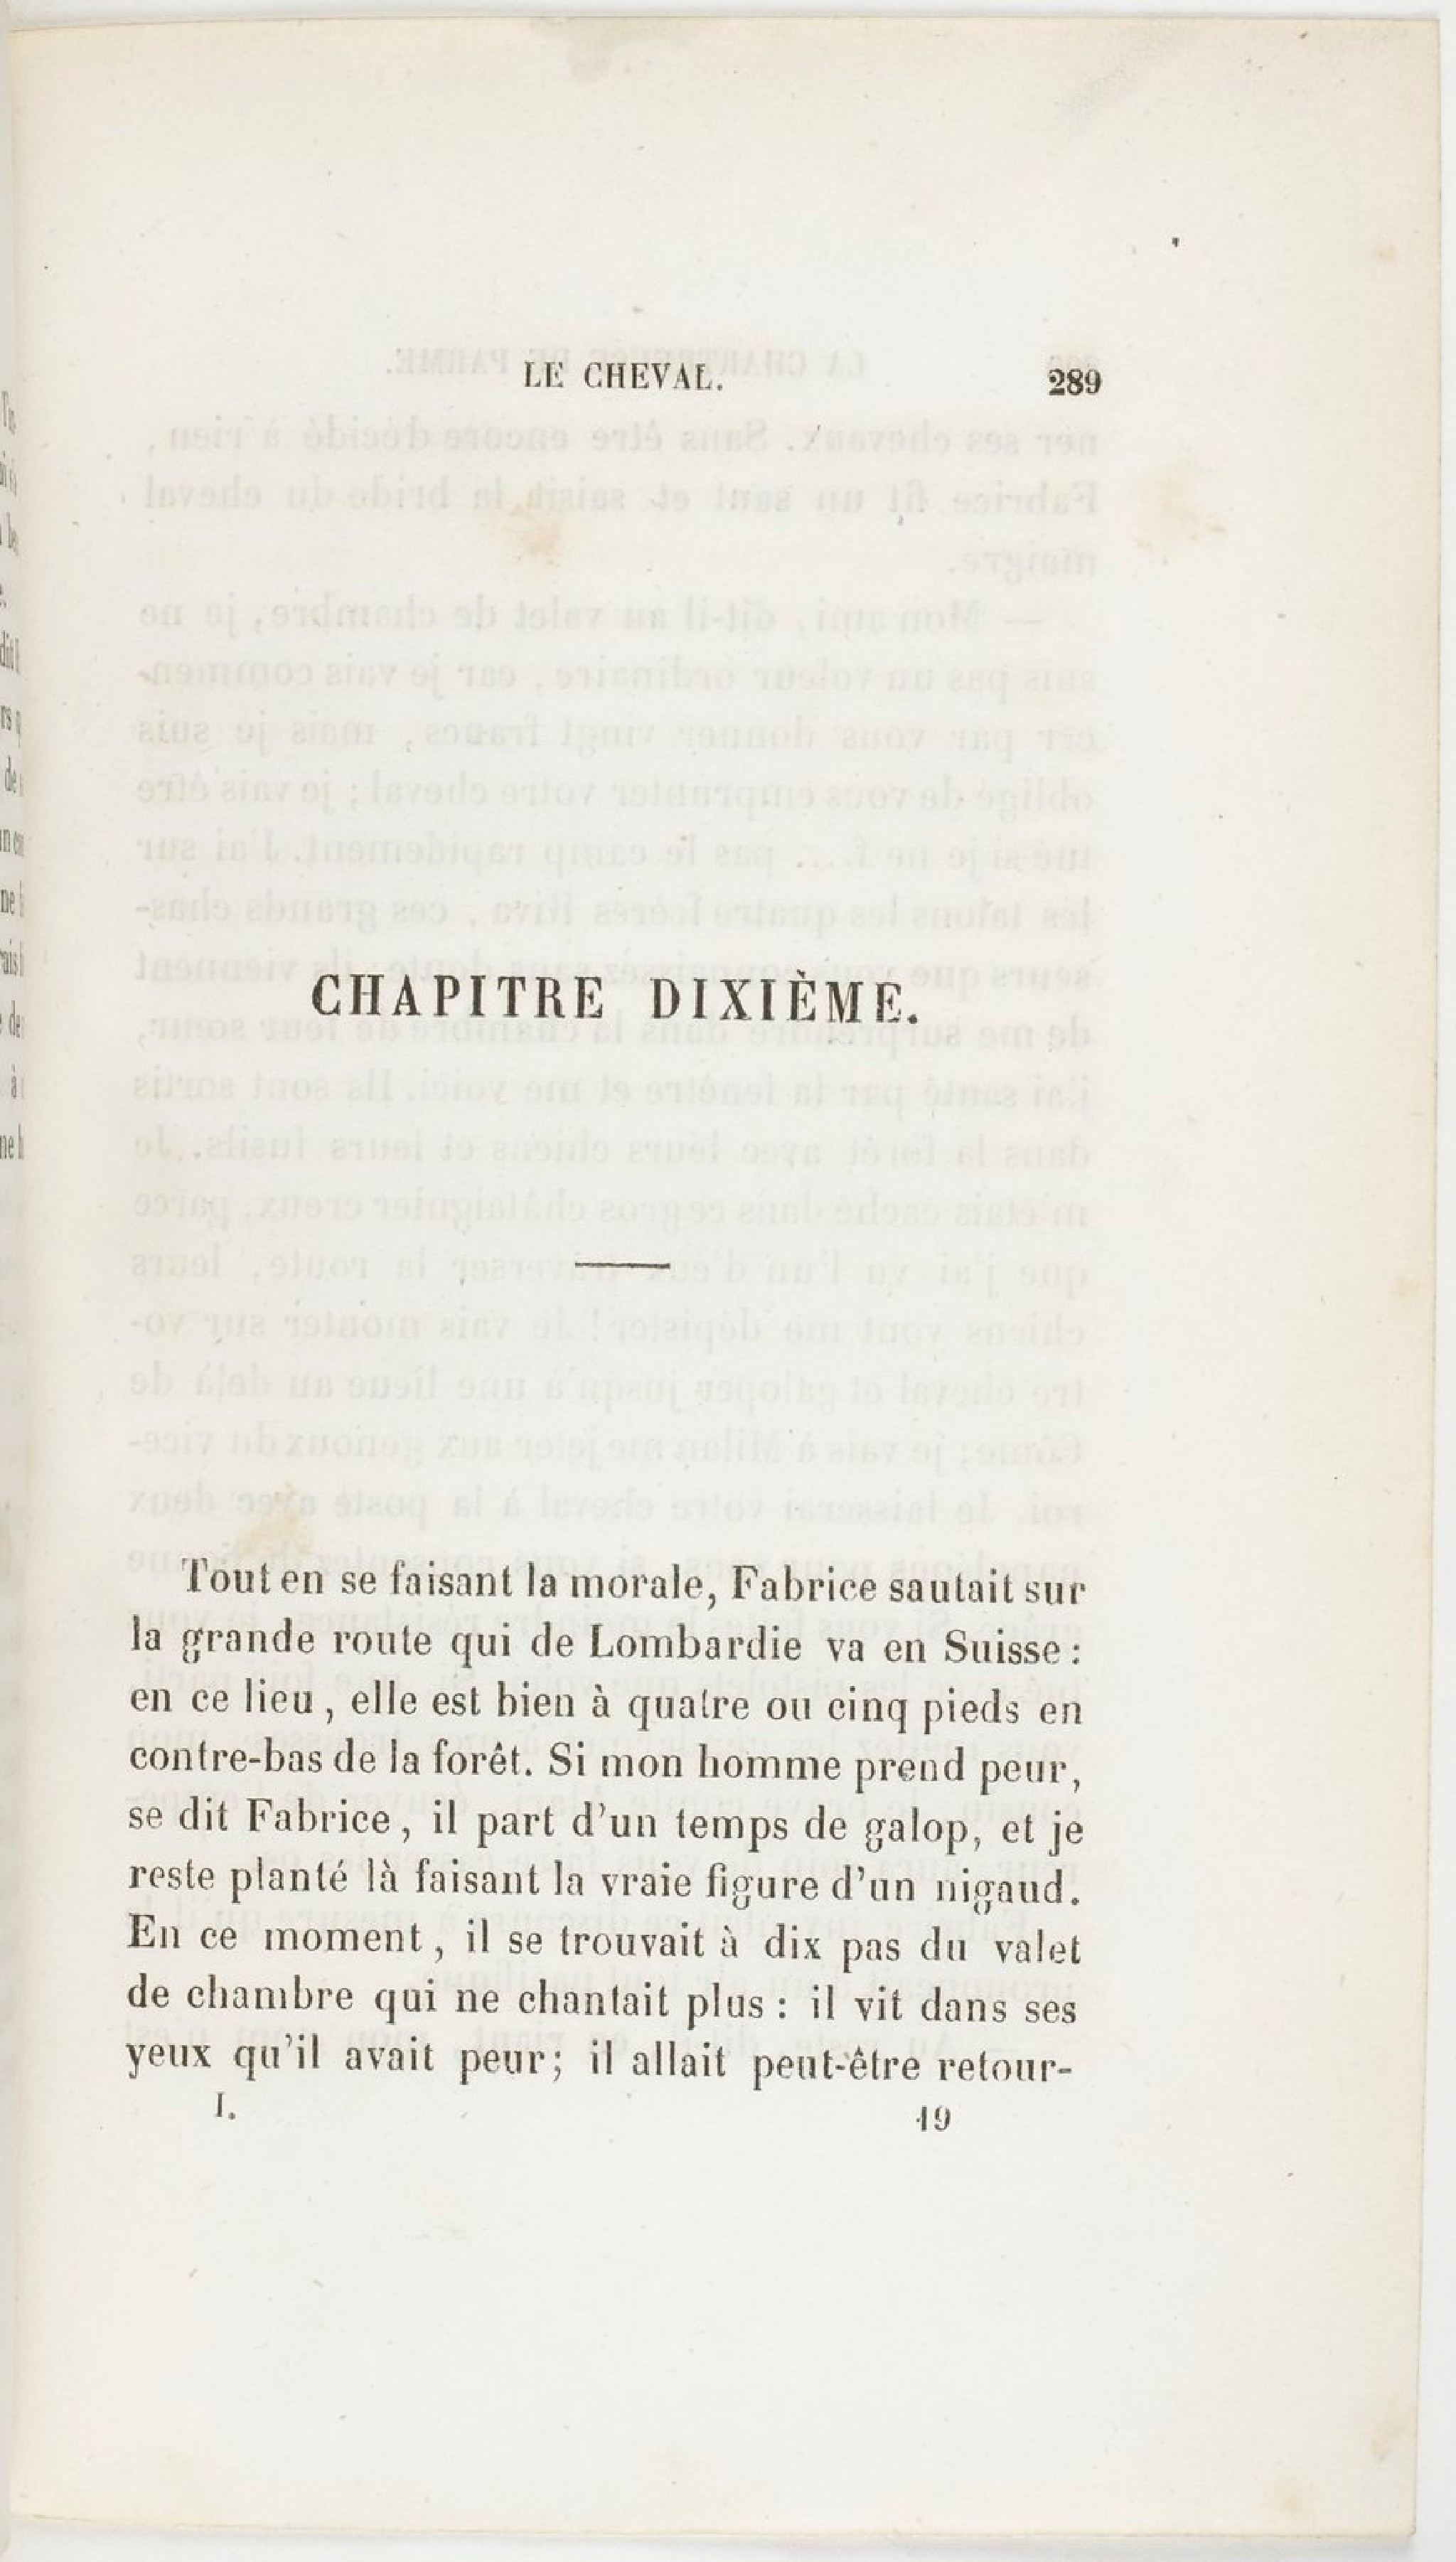 LE CHEVAL. 289
CHAPITRE DIXIÈME.
Tout en se faisant la morale, Fabrice sautait sur
la grande route qui de Lombardie va en Suisse :
en ce lieu, elle est bien à quatre ou cinq pieds en
contre-bas de la forêt. Si mon homme prend peur,
se dit Fabrice, il part d'un temps de galop, et je
reste planté là faisant la vraie figure d'un nigaud.
En ce moment, il se trouvait à dix pas du valet
de chambre qui ne chantait plus : il vit dans ses
yeux qu'il avait peur; il allait peut-être retour-
I. 19